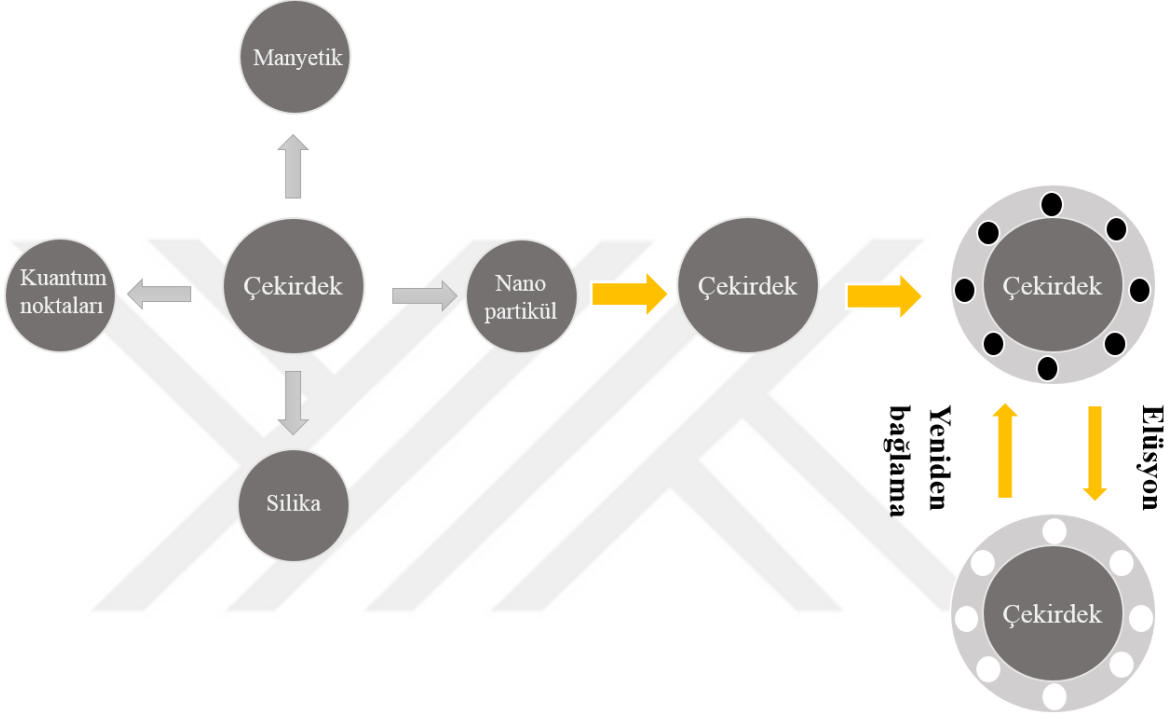 Manyetik
Kuantum
noktaları
Çekirdek
Nano
partikül
Çekirdek
Çekirdek
Silika
Yeniden
bağlama
Elüsyon
Çekirdek